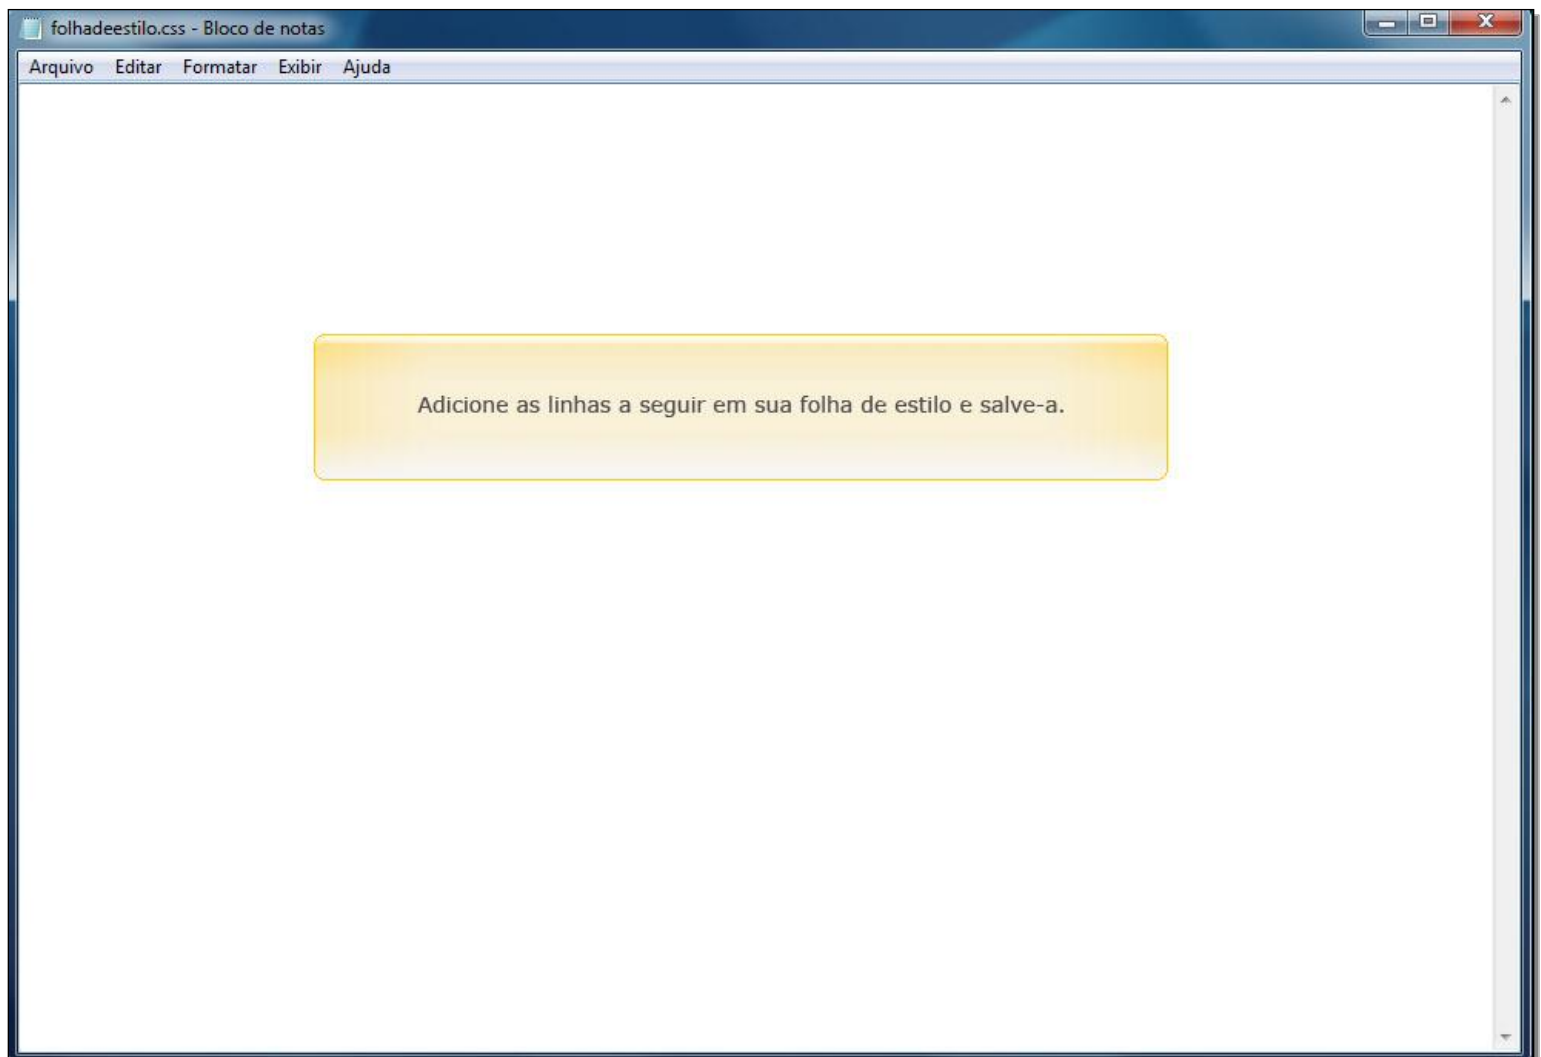 folhadeestilo.css - Bloco de notas
Arquivo Editar Formatar Exibir Ajuda
Adicione as linhas a seguir em sua folha de estilo e salve-a.